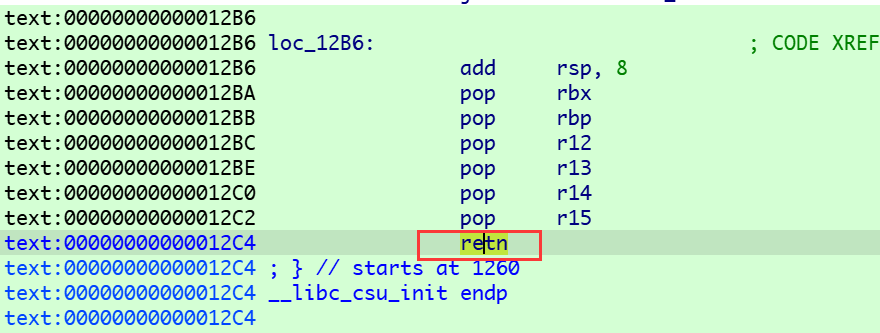 text:00000000000012B6
text:00000000000012B6 loc_12B6: ; CODE XREF
text:00000000000012B6 add rsp, 8
text:00000000000012BA pop rbx
text:00000000000012BB pop rbp
text:00000000000012BC pop r12
text:00000000000012BE pop r13
text:00000000000012C0 pop r14
text:00000000000012C2 pop r15
text:00000000000012C4 retn
text:00000000000012C4 ; } // starts at 1260
text:00000000000012C4 __libc_csu_init endp
text:00000000000012C4